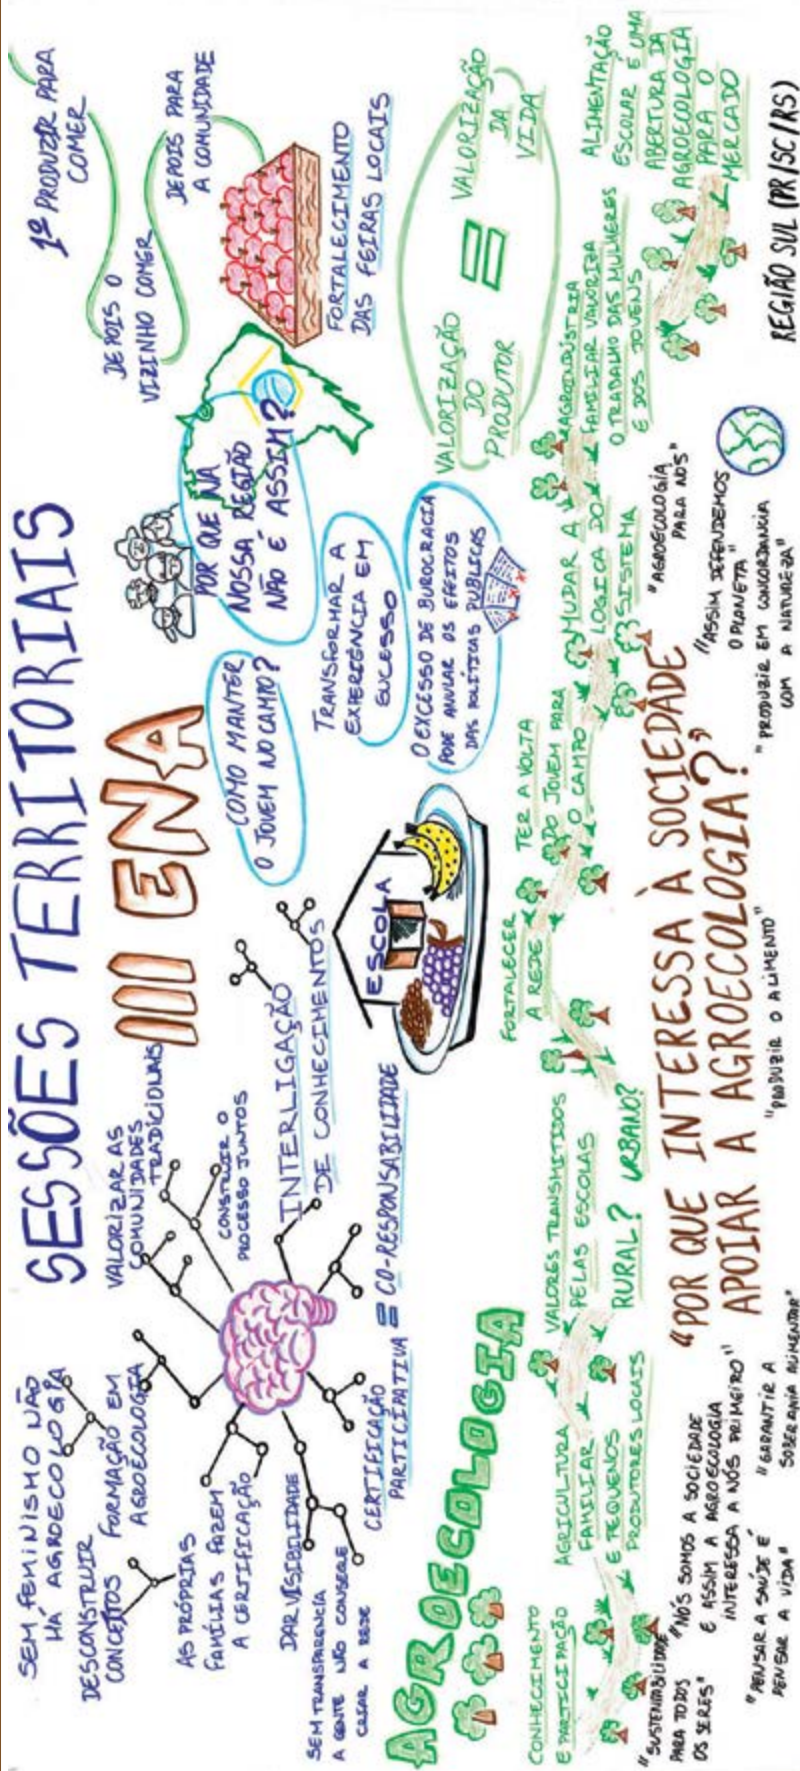 SESSÕES TERRITORIAIS
III ENA
SEM FEMINISMO NÃO
HÁ AGROECOLOGIA
DESCONSTRUIR
CONCEITOS
FORMAÇÃO EM
AGROECOLOGIA
VALORIZAR AS
COMUNIDADES
TRADICIONAIS
AS PRÓPRIAS
FAMÍLIAS FAZEM
A CERTIFICAÇÃO
CONSTRUIR O
PROCESSO JUNTOS
INTERLIGAÇÃO
DE CONHECIMENTOS
DAR VISIBILIDADE
SEM TRANSPARENCIA
A GENTE NÃO CONSEGUE
CRIAR A REDE
CERTIFICAÇÃO
PARTICIPATIVA = CO-RESPONSABILIDADE
ESCOLA
COMO MANTER
O JOVEM NO CAMPO?
POR QUE NA
NOSSA REGIÃO
NÃO É ASSIM?
TRANSFORMAR A
EXPERIÊNCIA EM
SUCESSO
O EXCESSO DE BUROCRACIA
PODE ANULAR OS EFEITOS
DAS POLÍTICAS PÚBLICAS
1º PRODUZIR PARA
COMER
DEPOIS O
VIZINHO COMER
DEPOIS PARA
A COMUNIDADE
FORTALECIMENTO
DAS FEIRAS LOCAIS
VALORIZAÇÃO
DO
PRODUTOR
=
VALORIZAÇÃO
DA
VIDA
AGROECOLOGIA
CONHECIMENTO
E PARTICIPAÇÃO
AGRICULTURA
FAMILIAR
E PEQUENOS
PRODUTORES LOCAIS
VALORES TRANSMITIDOS
PELAS ESCOLAS
RURAL? URBANO?
FORTALECER
A REDE
TER A VOLTA
DO JOVEM PARA
O CAMPO
MUDAR A
LÓGICA DO
SISTEMA
AGROINDÚSTRIA
FAMILIAR VALORIZA
O TRABALHO DAS MULHERES
E DOS JOVENS
ALIMENTAÇÃO
ESCOLAR É UMA
ABERTURA DA
AGROECOLOGIA
PARA O
MERCADO
"POR QUE INTERESSA À SOCIEDADE
APOIAR A AGROECOLOGIA?"
"SUSTENTABILIDADE
PARA TODOS
OS SERES"
"NÓS SOMOS A SOCIEDADE
E ASSIM A AGROECOLOGIA
INTERESSA A NÓS PRIMEIRO"
"PENSAR A SAÚDE É
PENSAR A VIDA"
"GARANTIR A
SOBERANIA ALIMENTAR"
"PRODUZIR O ALIMENTO"
"AGROECOLOGIA
PARA NÓS"
"ASSIM DEFENDEMOS
O PLANETA"
"PRODUZIR EM CONCORDANCIA
COM A NATUREZA"
REGIÃO SUL (PR/SC/RS)